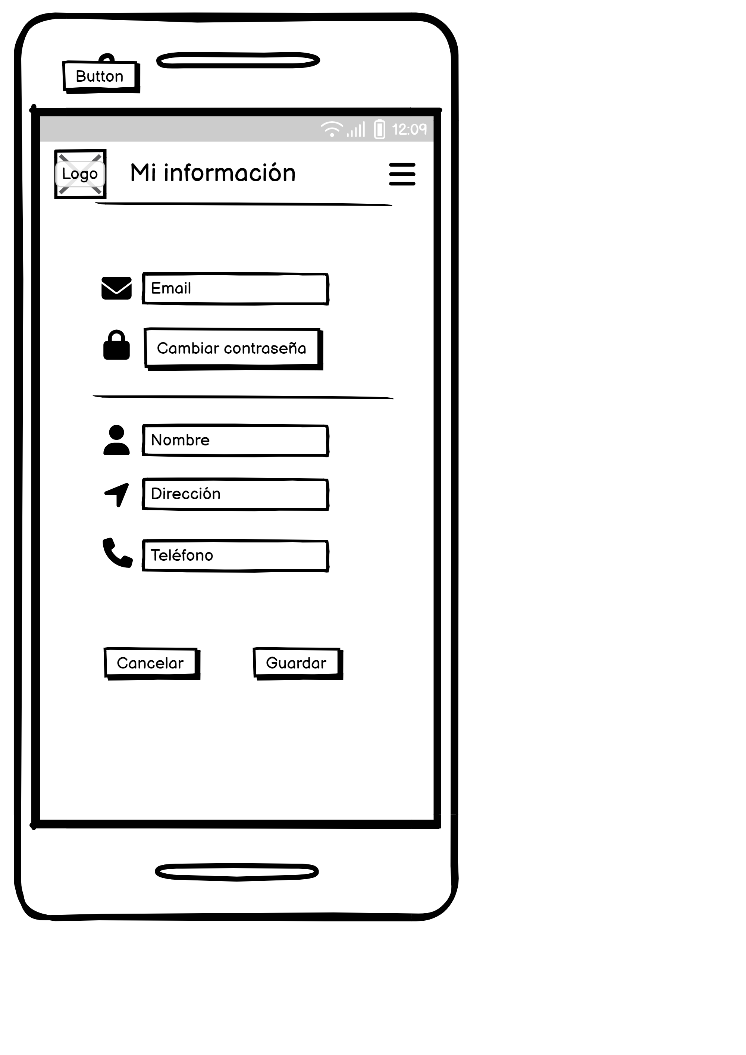 Button
12:09
Logo
Mi información
Email
Cambiar contraseña
Nombre
Dirección
Teléfono
Cancelar
Guardar